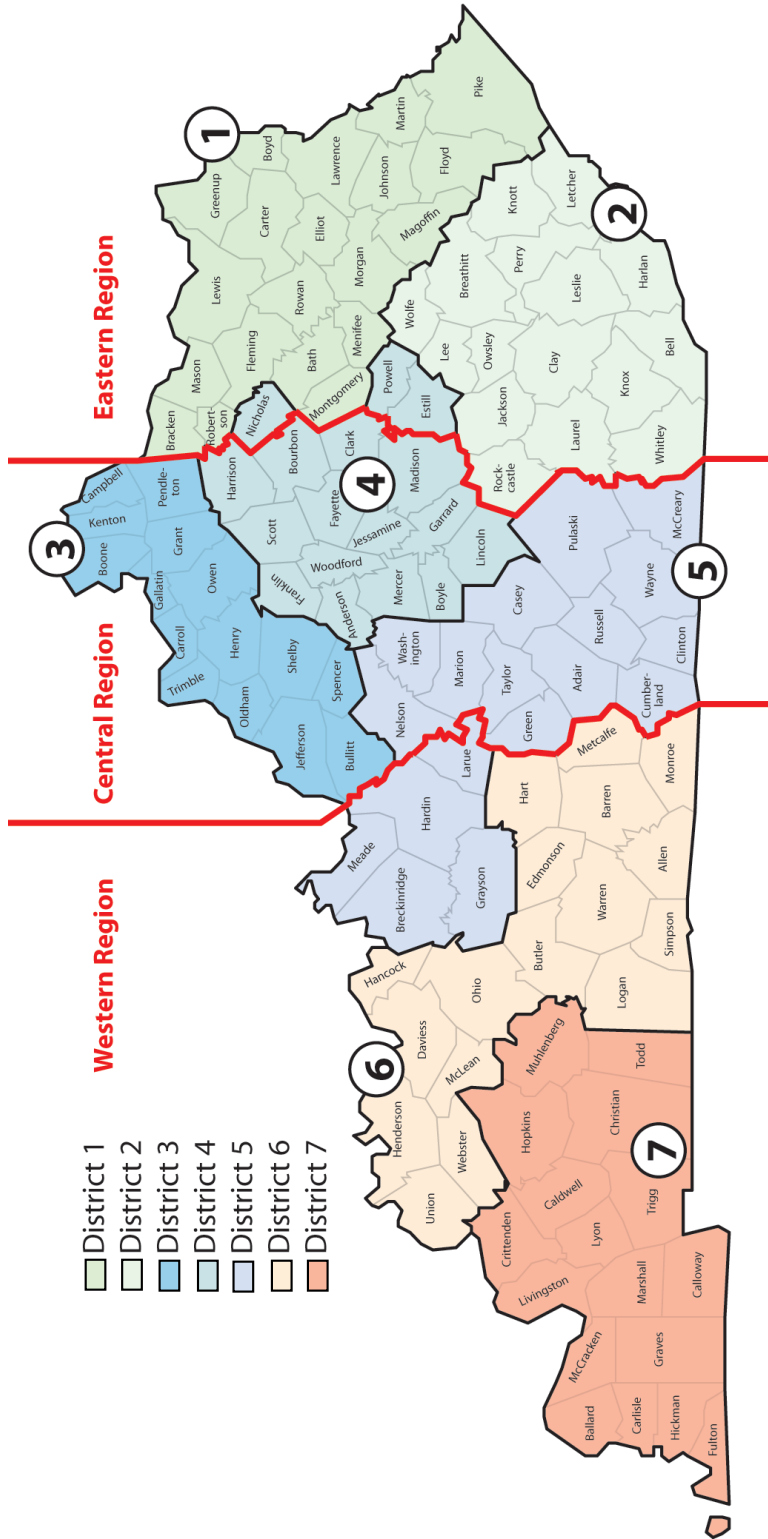 Western Region
Central Region
Eastern Region
District 1
District 2
District 3
District 4
District 5
District 6
District 7
1
Greenup
Boyd
Lewis
Carter
Mason
Bracken
Robert-
son
Fleming
Rowan
Elliot
Lawrence
Bath
Menifee
Morgan
Johnson
Martin
Montgomery
Magoffin
Floyd
Pike
2
Wolfe
Breathitt
Knott
Lee
Owsley
Perry
Letcher
Jackson
Clay
Leslie
Harlan
Rock-
castle
Laurel
Knox
Bell
Whitley
3
Campbell
Kenton
Boone
Pendle-
ton
Grant
Gallatin
Owen
Carroll
Trimble
Henry
Oldham
Shelby
Jefferson
Spencer
Bullitt
4
Nicholas
Harrison
Bourbon
Scott
Fayette
Clark
Powell
Estill
Madison
Franklin
Woodford
Jessamine
Garrard
Anderson
Mercer
Boyle
Lincoln
5
Wash-
ington
Nelson
Marion
Casey
Pulaski
Taylor
Green
Adair
Russell
Wayne
McCreary
Clinton
Cumber-
land
Larue
Hardin
Meade
Breckinridge
Grayson
6
Hancock
Daviess
Ohio
McLean
Henderson
Webster
Union
Hart
Edmonson
Butler
Metcalfe
Barren
Monroe
Warren
Allen
Simpson
Logan
7
Muhlenberg
Hopkins
Todd
Christian
Crittenden
Caldwell
Lyon
Trigg
Livingston
Marshall
Calloway
McCracken
Graves
Ballard
Carlisle
Hickman
Fulton